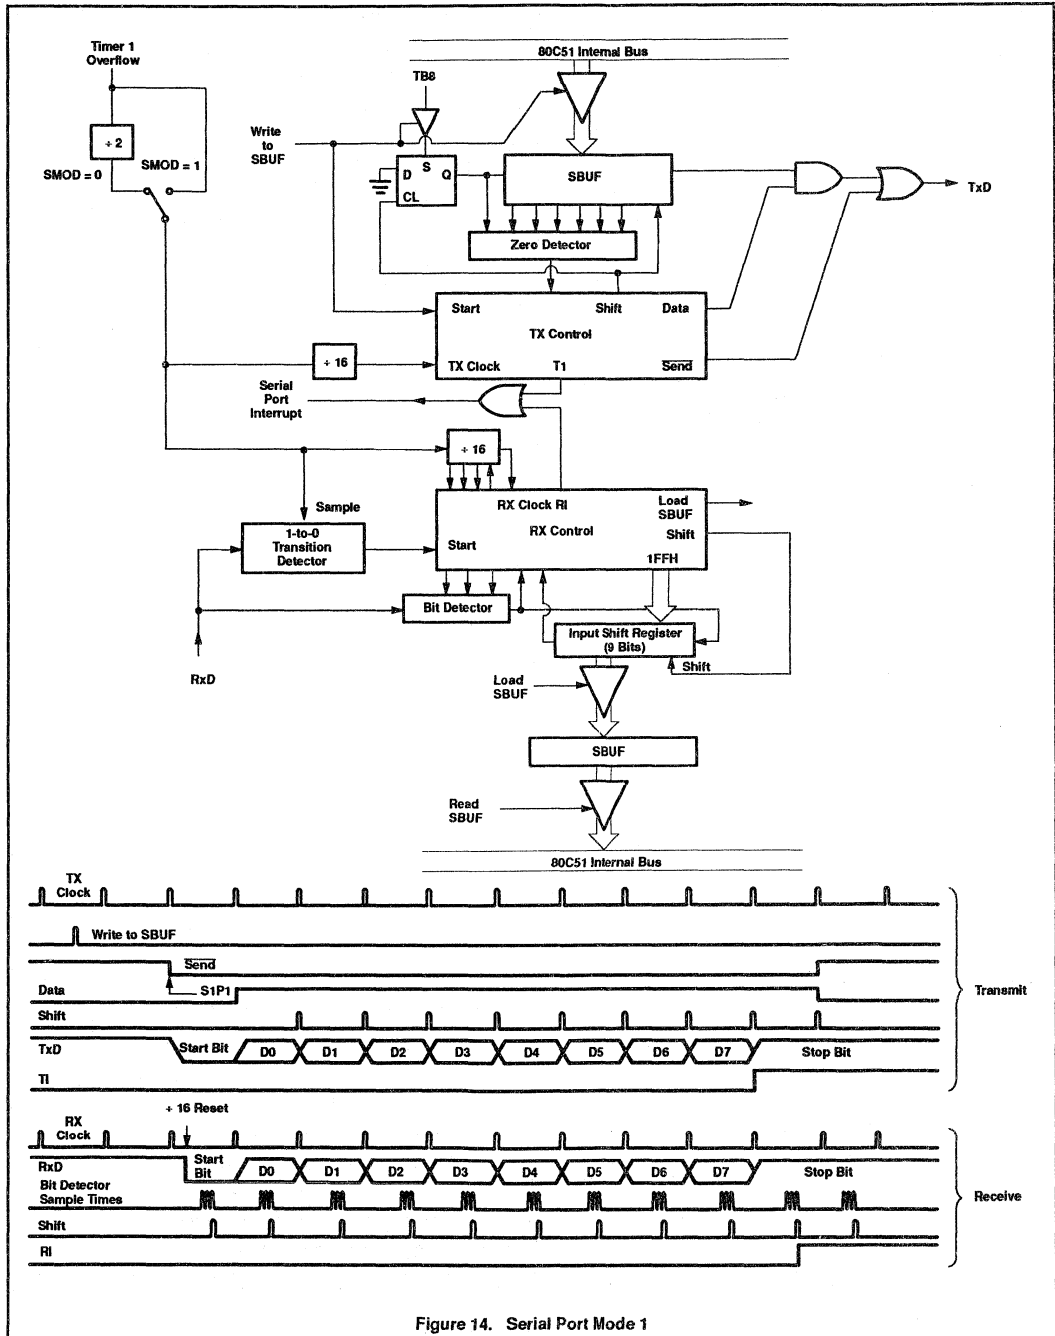 Timer 1
Overflow
80C51 Internal Bus
TB8
÷ 2
Write
to
SBUF
SMOD = 1
SMOD = 0
D S Q
CL
SBUF
TxD
Zero Detector
Start Shift Data
TX Control
÷ 16
TX Clock T1 Send
Serial
Port
Interrupt
÷ 16
Sample
RX Clock RI Load
SBUF
RX Control
Shift
1-to-0
Transition
Detector
Start
1FFH
Bit Detector
Input Shift Register
(9 Bits)
Shift
RxD
Load
SBUF
SBUF
Read
SBUF
80C51 Internal Bus
TX
Clock
Write to SBUF
Send
Data S1P1
Transmit
Shift
TxD Start Bit D0 D1 D2 D3 D4 D5 D6 D7 Stop Bit
TI
÷ 16 Reset
RX
Clock
RxD Start
Bit D0 D1 D2 D3 D4 D5 D6 D7 Stop Bit
Bit Detector
Sample Times
Receive
Shift
RI
Figure 14. Serial Port Mode 1